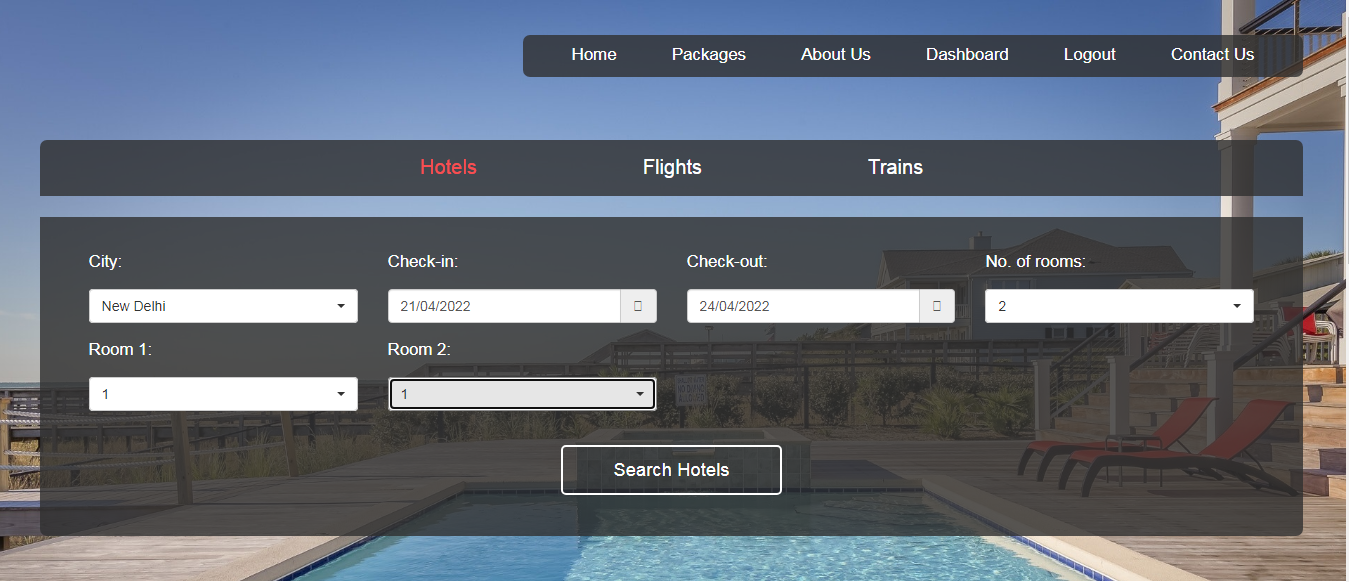 Home Packages About Us Dashboard Logout Contact Us
Hotels Flights Trains
City: Check-in: Check-out: No. of rooms:
New Delhi 21/04/2022 24/04/2022 2
Room 1: Room 2:
1 1
Search Hotels